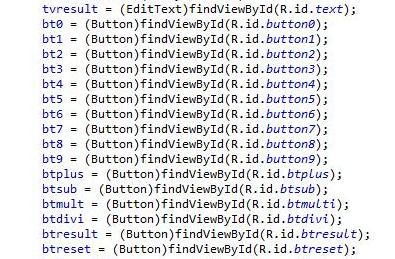 tvresult = (EditText)findViewById(R.id.text);
bt0 = (Button)findViewById(R.id.button0);
bt1 = (Button)findViewById(R.id.button1);
bt2 = (Button)findViewById(R.id.button2);
bt3 = (Button)findViewById(R.id.button3);
bt4 = (Button)findViewById(R.id.button4);
bt5 = (Button)findViewById(R.id.button5);
bt6 = (Button)findViewById(R.id.button6);
bt7 = (Button)findViewById(R.id.button7);
bt8 = (Button)findViewById(R.id.button8);
bt9 = (Button)findViewById(R.id.button9);
btplus = (Button)findViewById(R.id.btplus);
btsub = (Button)findViewById(R.id.btsub);
btmult = (Button)findViewById(R.id.btmulti);
btdivi = (Button)findViewById(R.id.btdivi);
btresult = (Button)findViewById(R.id.btresult);
btreset = (Button)findViewById(R.id.btreset);